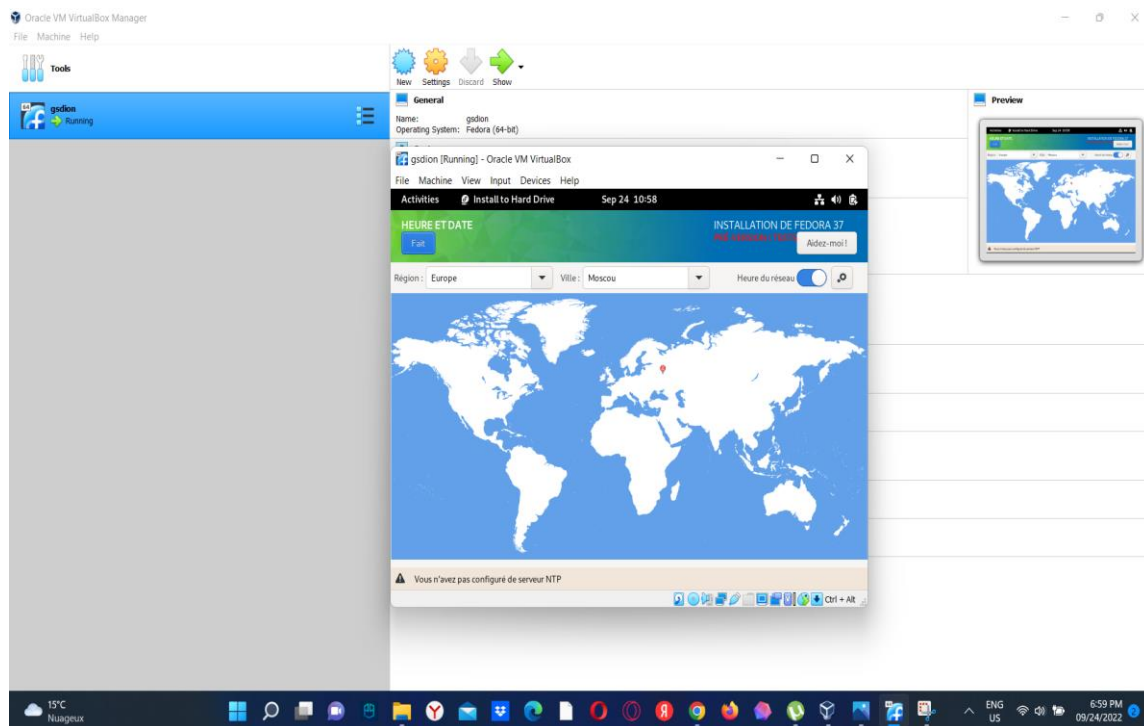 Oracle VM VirtualBox Manager
File Machine Help
Tools
New Settings Discard Show
64
gsdion
Running
General
Name: gsdion
Operating System: Fedora (64-bit)
Preview
gsdion [Running] - Oracle VM VirtualBox
File Machine View Input Devices Help
Activities Install to Hard Drive Sep 24 10:58
HEURE ET DATE INSTALLATION DE FEDORA 37
Fait Aidez-moi !
Région : Europe Ville : Moscou Heure du réseau
Vous n'avez pas configuré de serveur NTP
Ctrl + Alt
15°C
Nuageux
ENG
US
6:59 PM
09/24/2022